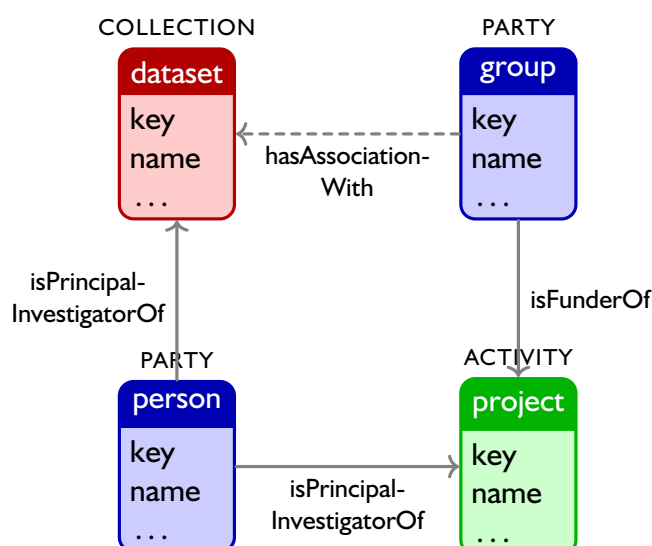 COLLECTION
dataset
key
name
...
PARTY
group
key
name
...
hasAssociation-
With
isPrincipal-
InvestigatorOf
isFunderOf
PARTY
person
key
name
...
ACTIVITY
project
key
name
...
isPrincipal-
InvestigatorOf